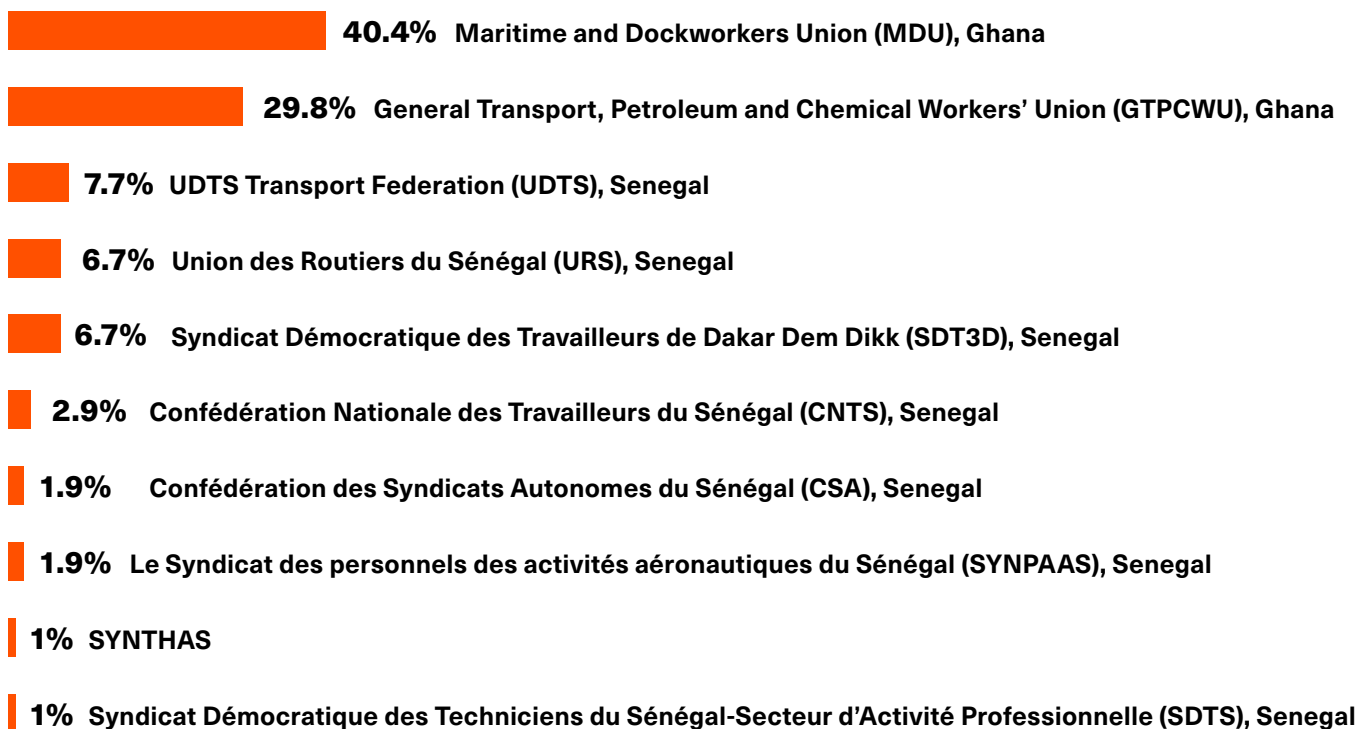 40.4% Maritime and Dockworkers Union (MDU), Ghana
29.8% General Transport, Petroleum and Chemical Workers’ Union (GTPCWU), Ghana
7.7% UDTS Transport Federation (UDTS), Senegal
6.7% Union des Routiers du Sénégal (URS), Senegal
6.7% Syndicat Démocratique des Travailleurs de Dakar Dem Dikk (SDT3D), Senegal
2.9% Confédération Nationale des Travailleurs du Sénégal (CNTS), Senegal
1.9% Confédération des Syndicats Autonomes du Sénégal (CSA), Senegal
1.9% Le Syndicat des personnels des activités aéronautiques du Sénégal (SYNPAAS), Senegal
1% SYNTHAS
1% Syndicat Démocratique des Techniciens du Sénégal-Secteur d’Activité Professionnelle (SDTS), Senegal